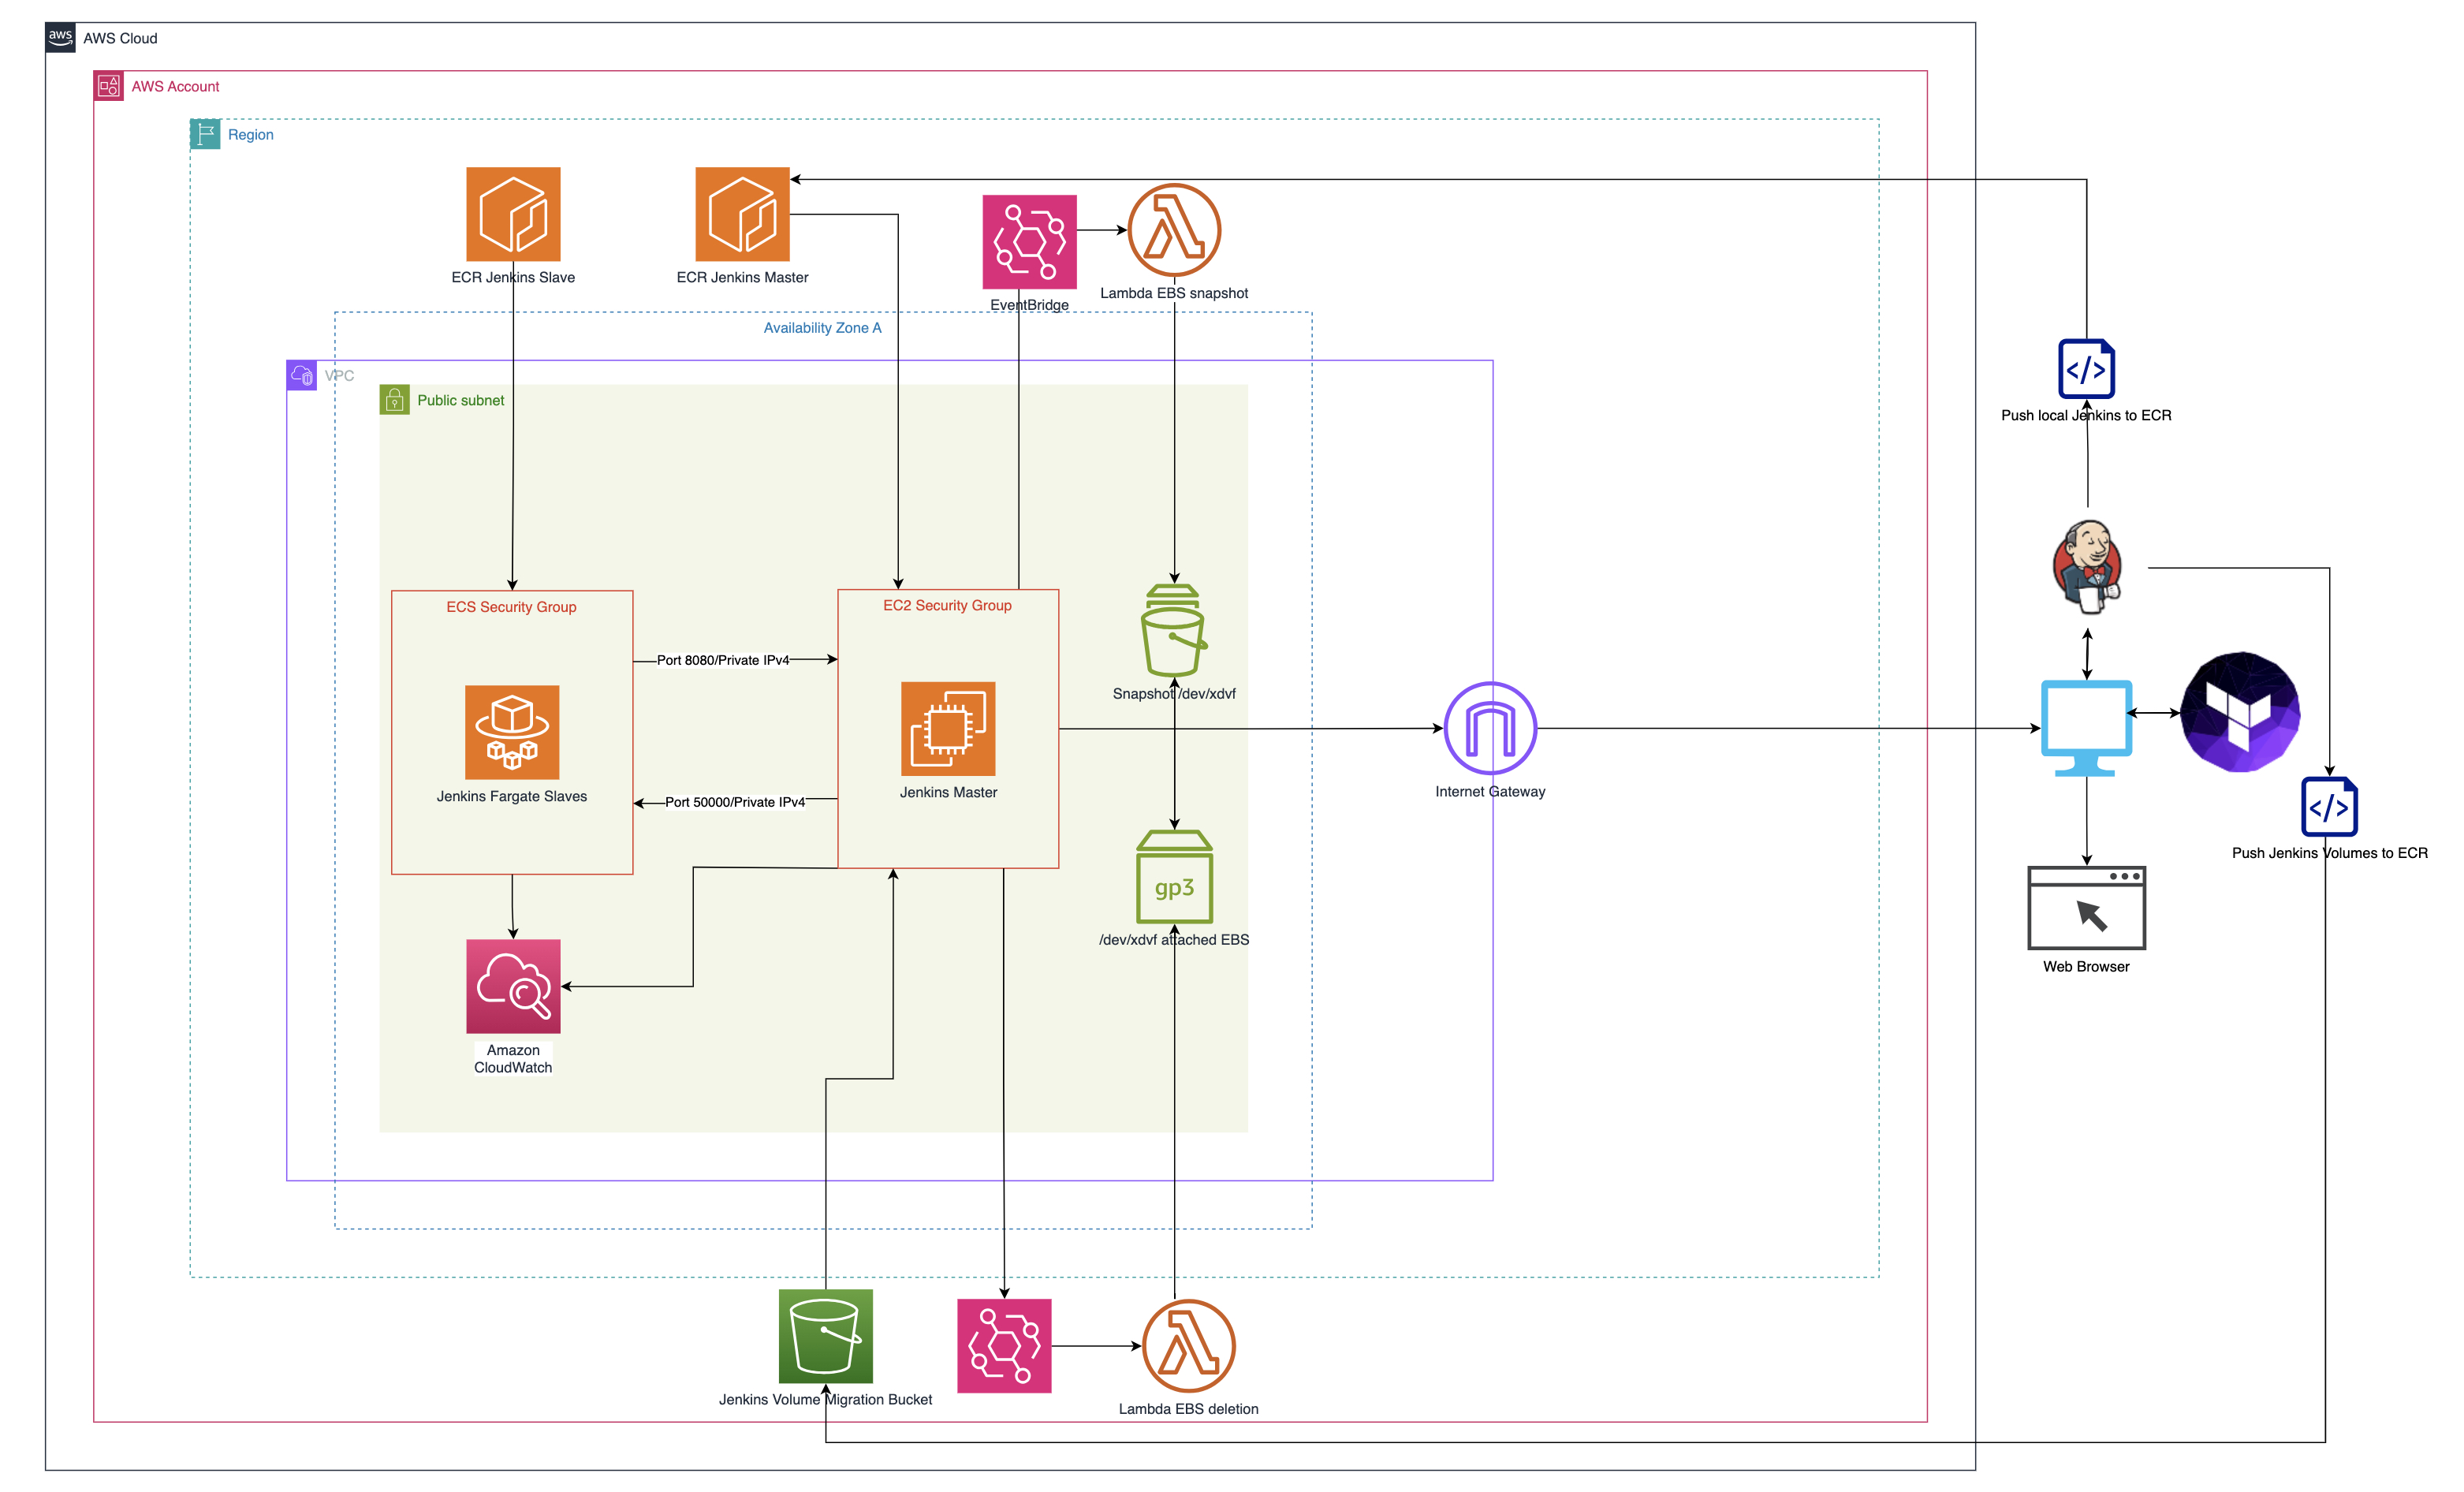 aws
AWS Cloud
AWS Account
Region
ECR Jenkins Slave
ECR Jenkins Master
EventBridge
Lambda EBS snapshot
Availability Zone A
VPC
Public subnet
Push local Jenkins to ECR
ECS Security Group
EC2 Security Group
Port 8080/Private IPv4
Snapshot /dev/xdvf
Jenkins Fargate Slaves
Jenkins Master
Internet Gateway
Port 50000/Private IPv4
Push Jenkins Volumes to ECR
gp3
/dev/xdvf attached EBS
Web Browser
Amazon
CloudWatch
Jenkins Volume Migration Bucket
Lambda EBS deletion